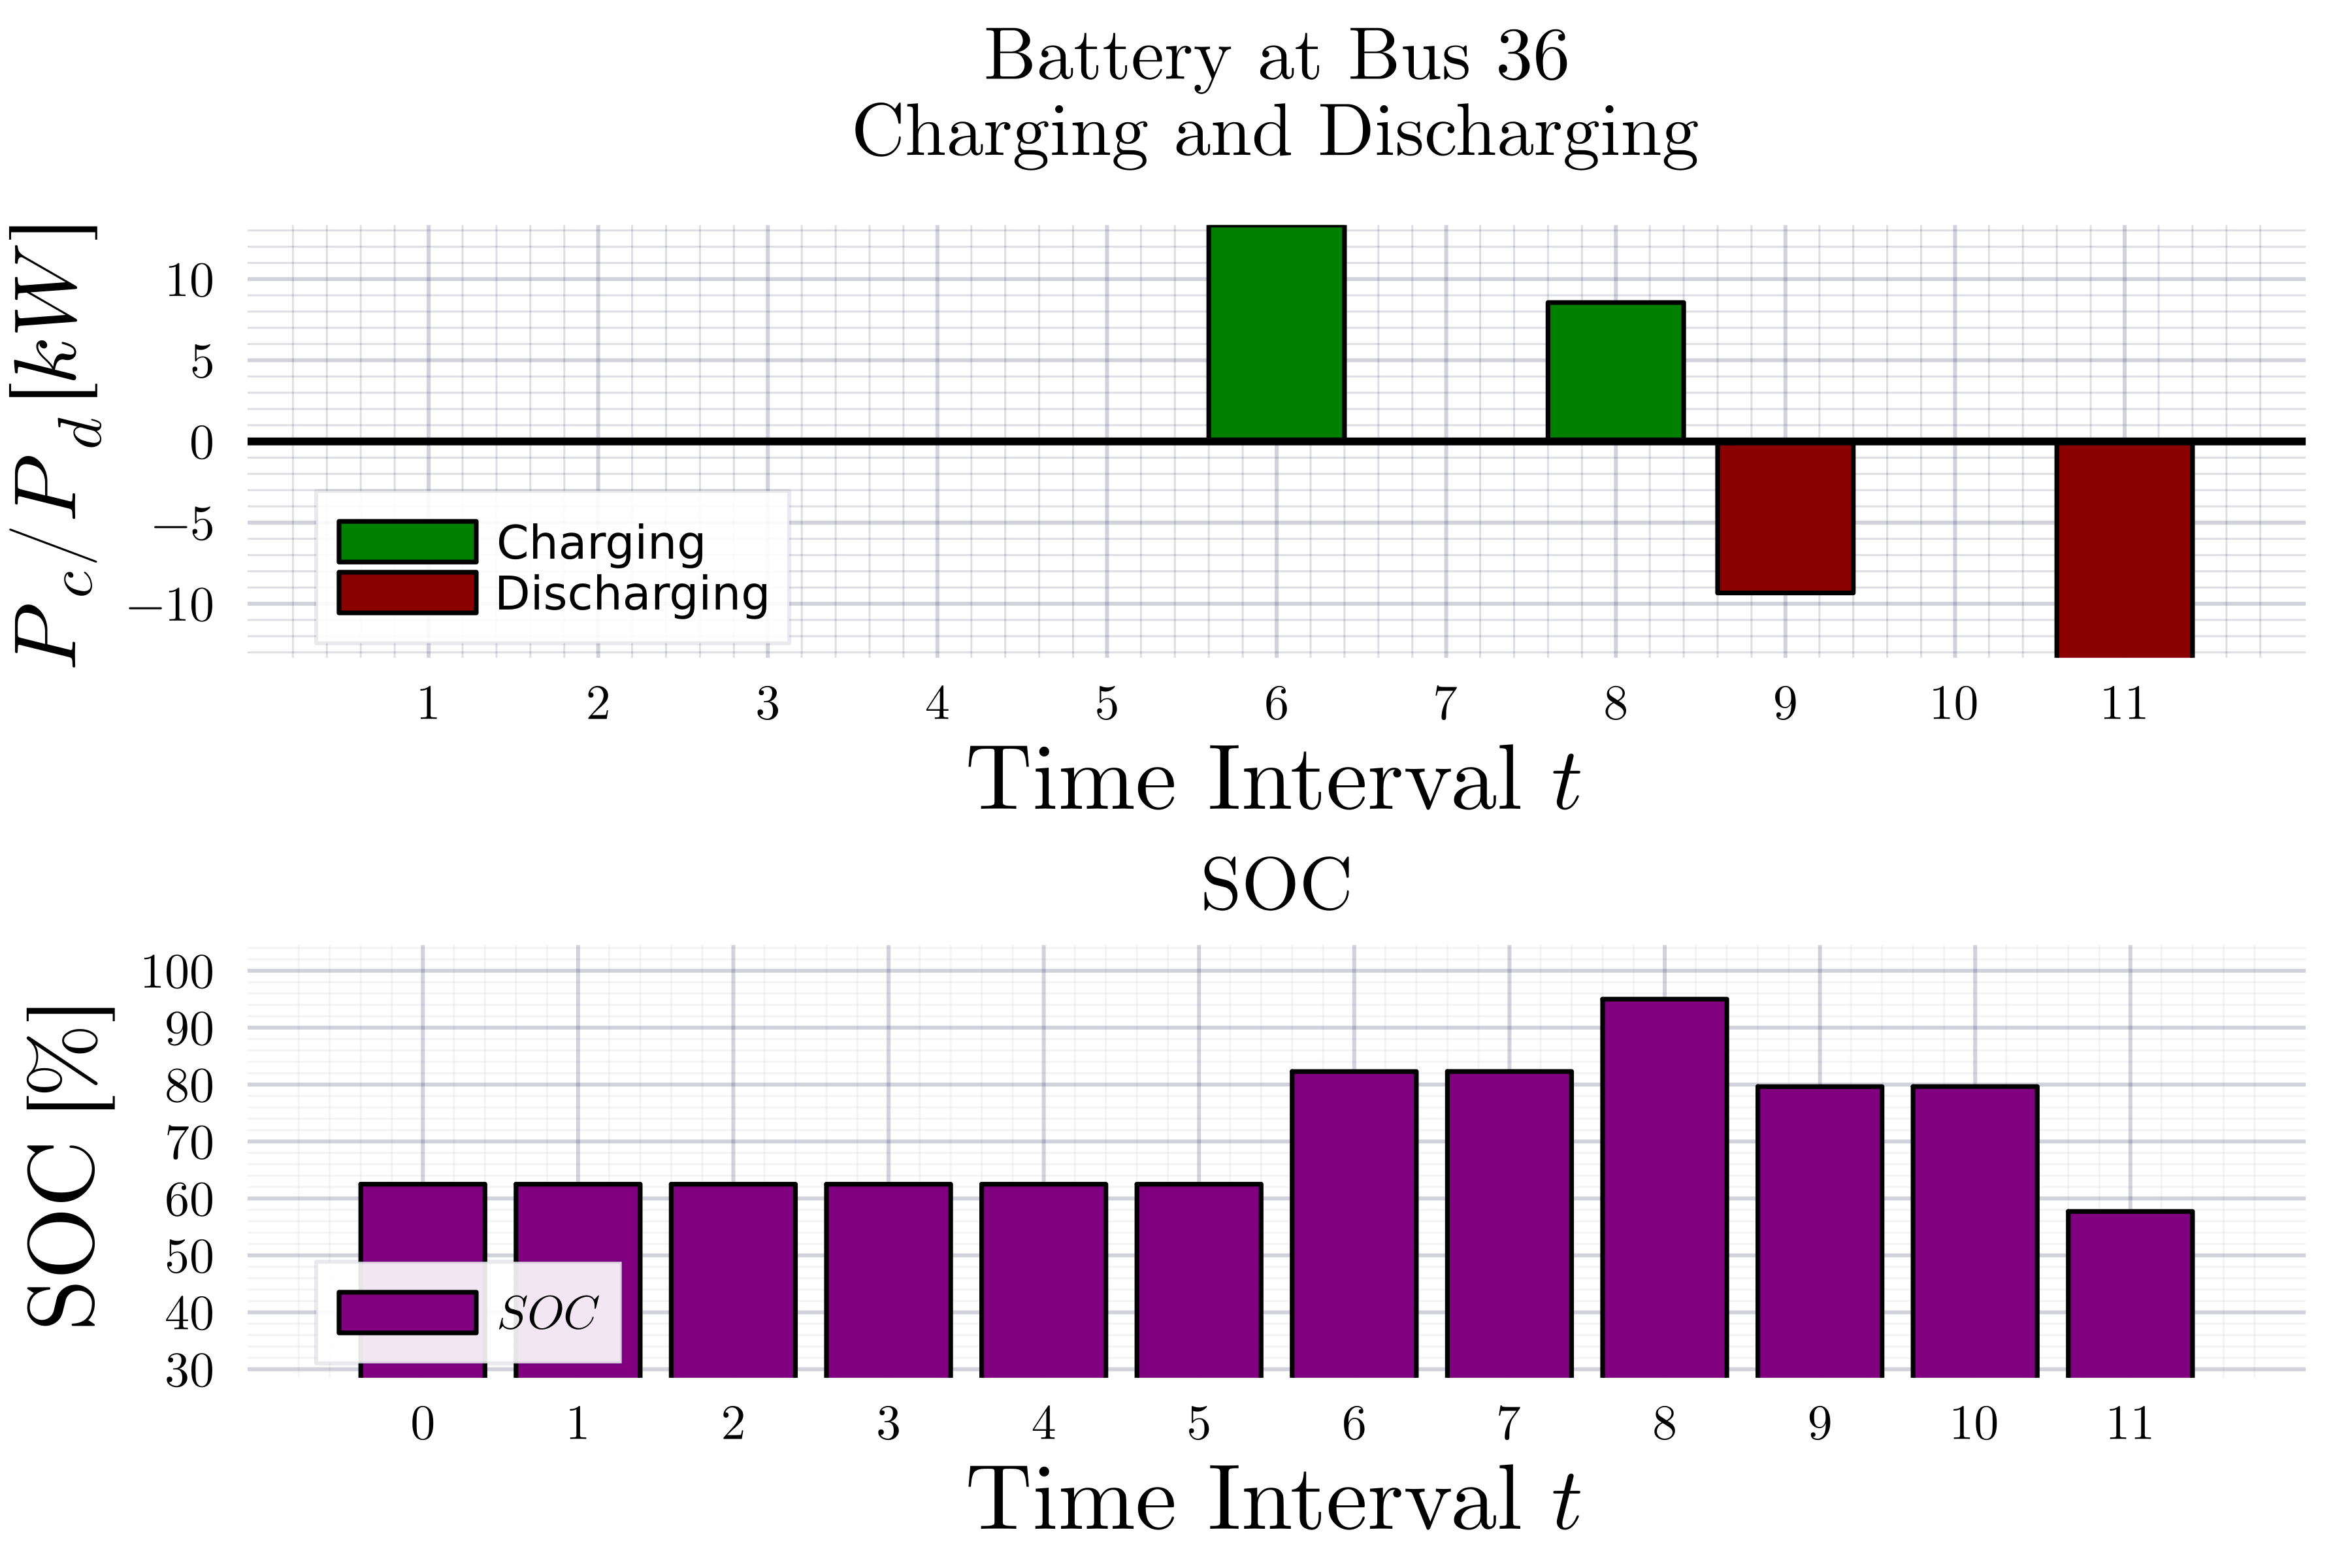 Battery at Bus 36
Charging and Discharging
P_c/P_d [kW]
10
5
0
−5
−10
Charging
Discharging
1 2 3 4 5 6 7 8 9 10 11
Time Interval t
SOC
SOC [%]
100
90
80
70
60
50
40
30
SOC
0 1 2 3 4 5 6 7 8 9 10 11
Time Interval t